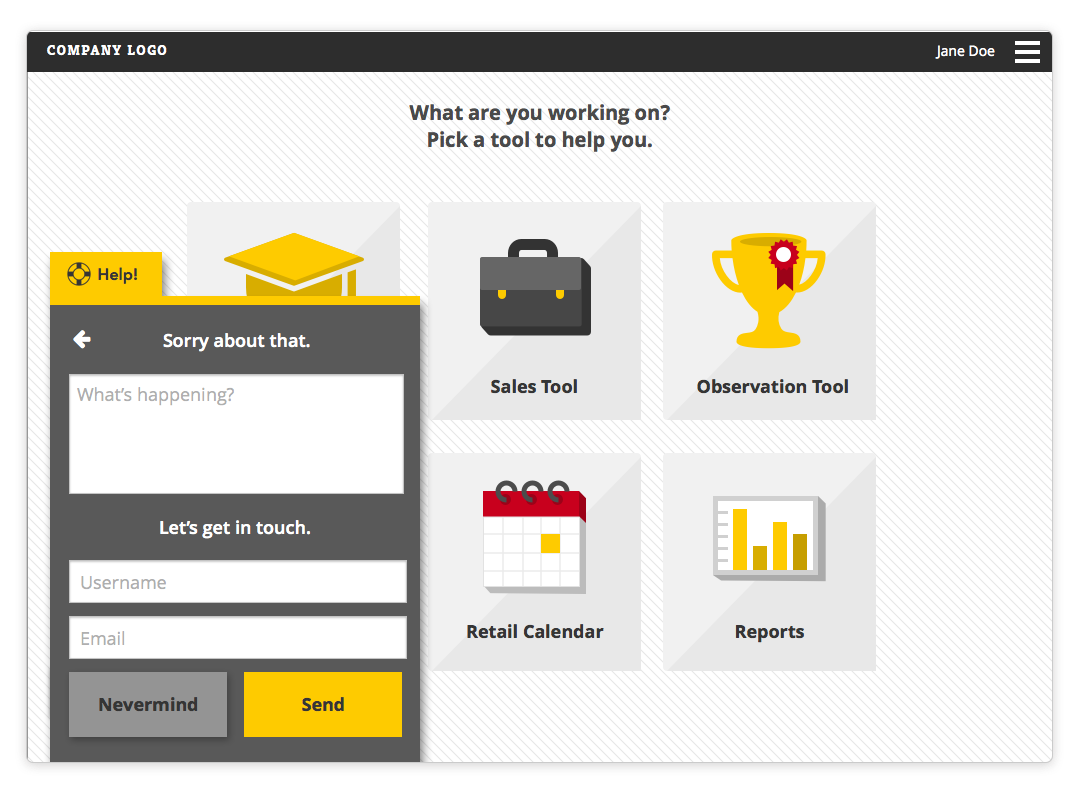 COMPANY LOGO
Jane Doe
What are you working on?
Pick a tool to help you.
Help!
Sorry about that.
What's happening?
Let's get in touch.
Username
Email
Nevermind
Send
Sales Tool
Observation Tool
Retail Calendar
Reports